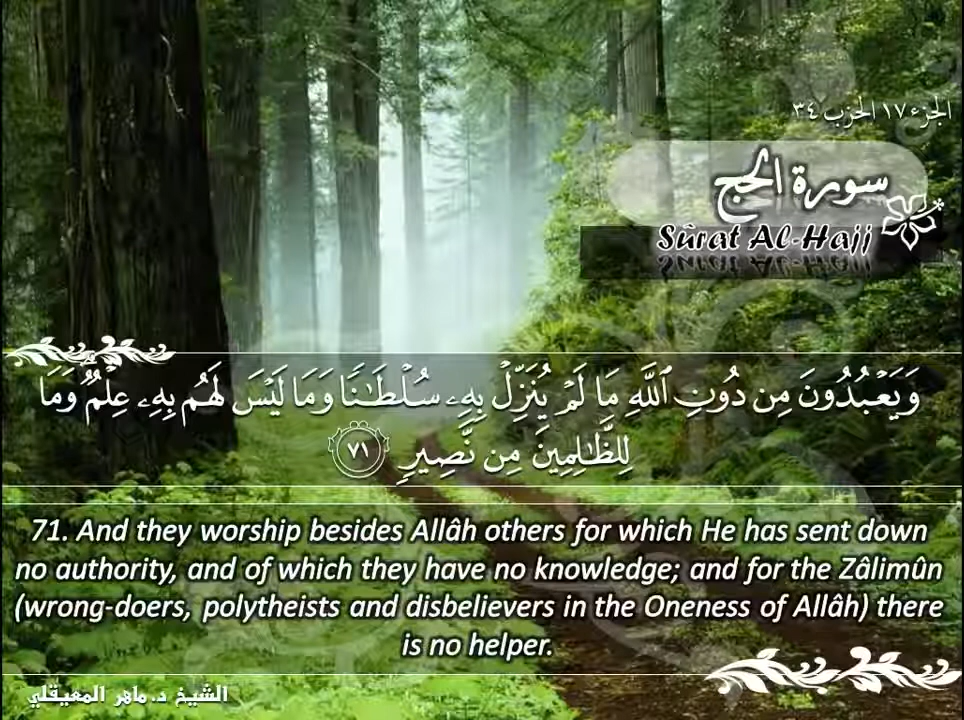 الجزء ١٧ الحزب ٣٤
سورة الحج
Sûrat Al-Hajj
وَيَعْبُدُونَ مِن دُونِ ٱللَّهِ مَا لَمْ يُنَزِّلْ بِهِۦ سُلْطَـٰنًا وَمَا لَيْسَ لَهُم بِهِۦ عِلْمٌ ۗ وَمَا
لِلظَّـٰلِمِينَ مِن نَّصِيرٍ ٧١
71. And they worship besides Allâh others for which He has sent down
no authority, and of which they have no knowledge; and for the Zâlimûn
(wrong-doers, polytheists and disbelievers in the Oneness of Allâh) there
is no helper.
الشيخ د. ماهر المعيقلي